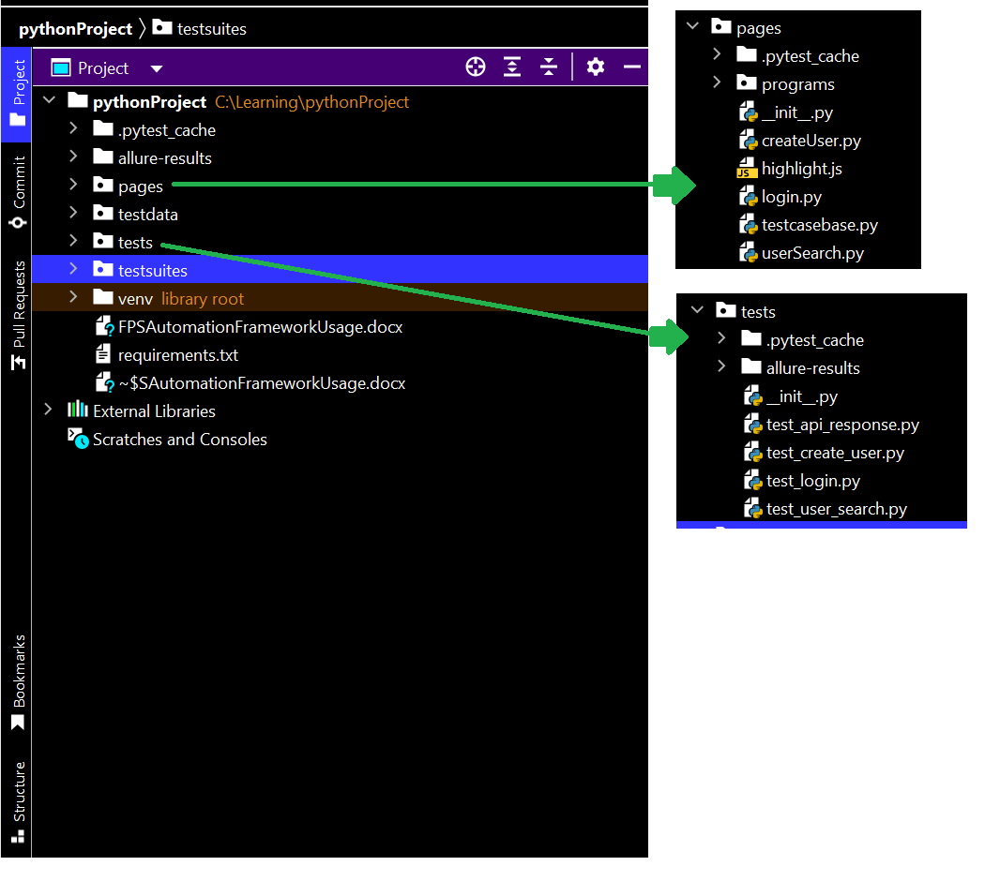 pythonProject > testsuites
Project
pythonProject C:\Learning\pythonProject
.pytest_cache
allure-results
pages
testdata
tests
testsuites
venv library root
FPSAutomationFrameworkUsage.docx
requirements.txt
~$SAutomationFrameworkUsage.docx
External Libraries
Scratches and Consoles
Project
Commit
Pull Requests
Bookmarks
Structure
pages
.pytest_cache
programs
__init__.py
createUser.py
JS highlight.js
login.py
testcasebase.py
userSearch.py
tests
.pytest_cache
allure-results
__init__.py
test_api_response.py
test_create_user.py
test_login.py
test_user_search.py